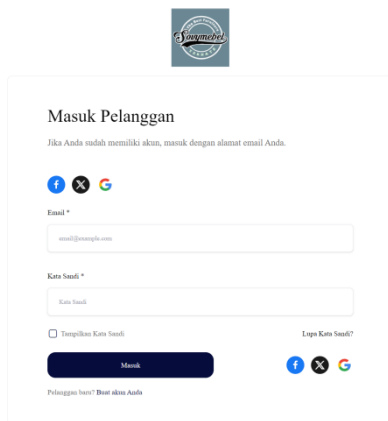 Sovymebel
Masuk Pelanggan
Jika Anda sudah memiliki akun, masuk dengan alamat email Anda.
Email *
email@example.com
Kata Sandi *
Kata Sandi
Tampilkan Kata Sandi
Lupa Kata Sandi?
Masuk
Pelanggan baru? Buat akun Anda